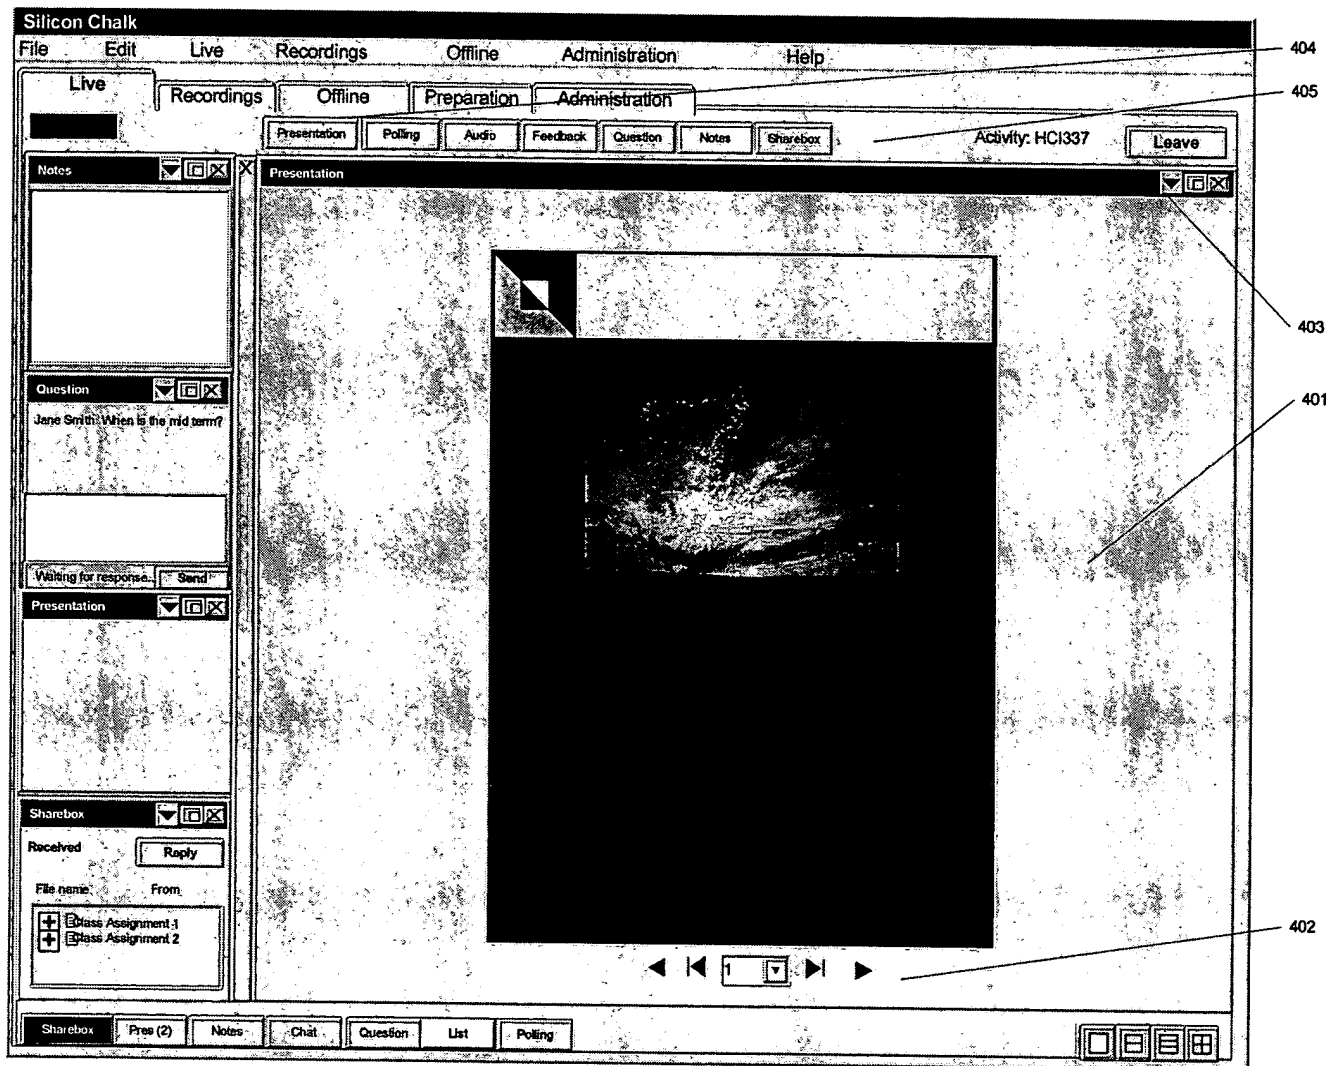 Silicon Chalk
File Edit Live Recordings Offline Administration Help
404
Live Recordings Offline Preparation Administration
405
Presentation Polling Audio Feedback Question Notes Sharebox Activity: HCI337 Leave
Notes
X
Presentation
403
Question
401
Jane Smith: When is the mid term?
Waiting for response.. Send
Presentation
Sharebox
Received Reply
File name From
Class Assignment 1
Class Assignment 2
402
1
Sharebox Pres (2) Notes Chat Question List Polling